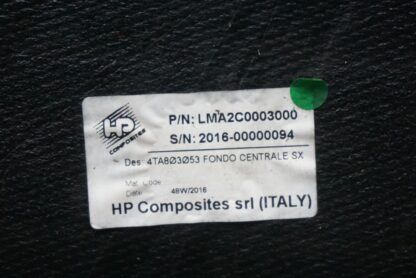 HP
COMPOSITES
P/N: LMA2C0003000
S/N: 2016-00000094
Des. 4TA8Ø3Ø53 FONDO CENTRALE SX
Mat. Code
Date 48W/2016
HP Composites srl (ITALY)